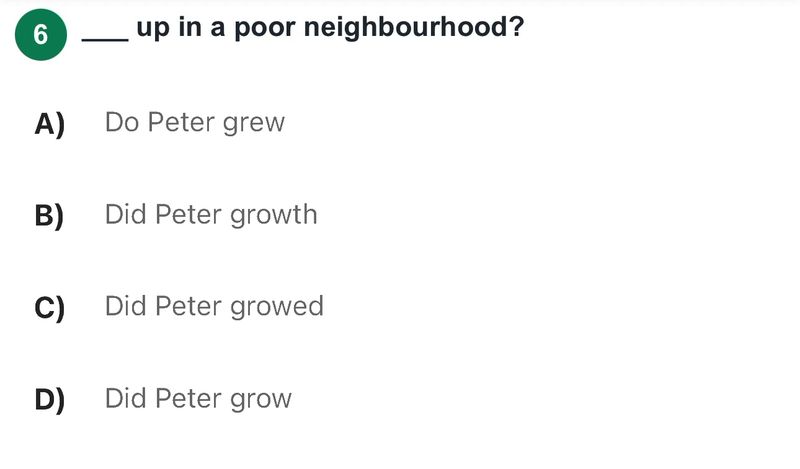 6 ___ up in a poor neighbourhood?
A) Do Peter grew
B) Did Peter growth
C) Did Peter growed
D) Did Peter grow